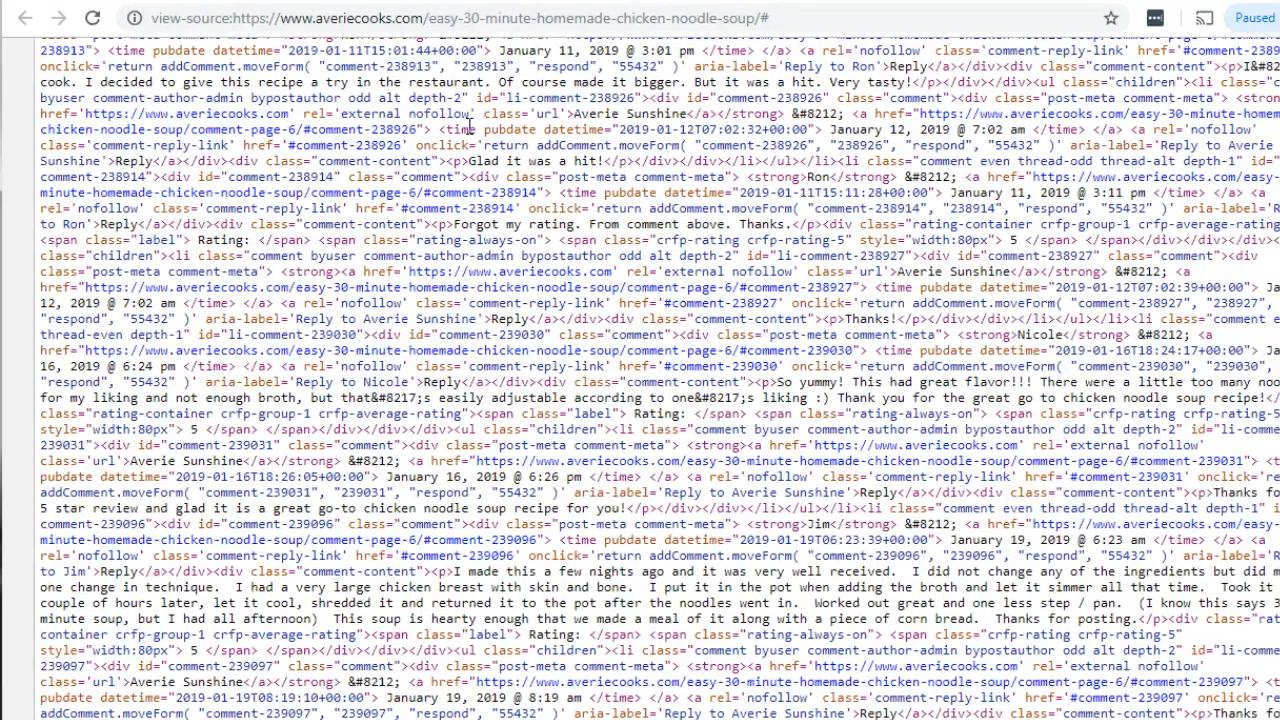 view-source:https://www.averiecooks.com/easy-30-minute-homemade-chicken-noodle-soup/#
Paused
238913"> <time pubdate datetime="2019-01-11T15:01:44+00:00"> January 11, 2019 @ 3:01 pm </time> </a> <a rel='nofollow' class='comment-reply-link' href='#comment-2389
onclick='return addComment.moveForm( "comment-238913", "238913", "respond", "55432" )' aria-label='Reply to Ron'>Reply</a></div><div class="comment-content"><p>I&#8
cook. I decided to give this recipe a try in the restaurant. Of course made it bigger. But it was a hit. Very tasty!</p></div></div><ul class="children"><li class="
byuser comment-author-admin bypostauthor odd alt depth-2" id="li-comment-238926"><div id="comment-238926" class="comment"><div class="post-meta comment-meta"> <stron
href='https://www.averiecooks.com' rel='external nofollow' class='url'>Averie Sunshine</a></strong> &#8212; <a href="https://www.averiecooks.com/easy-30-minute-home
chicken-noodle-soup/comment-page-6/#comment-238926"> <time pubdate datetime="2019-01-12T07:02:32+00:00"> January 12, 2019 @ 7:02 am </time> </a> <a rel='nofollow'
class='comment-reply-link' href='#comment-238926' onclick='return addComment.moveForm( "comment-238926", "238926", "respond", "55432" )' aria-label='Reply to Averie
Sunshine'>Reply</a></div><div class="comment-content"><p>Glad it was a hit!</p></div></div></li></ul></li><li class="comment even thread-odd thread-alt depth-1" id="
comment-238914"><div id="comment-238914" class="comment"><div class="post-meta comment-meta"> <strong>Ron</strong> &#8212; <a href="https://www.averiecooks.com/easy-
minute-homemade-chicken-noodle-soup/comment-page-6/#comment-238914"> <time pubdate datetime="2019-01-11T15:11:28+00:00"> January 11, 2019 @ 3:11 pm </time> </a> <a
rel='nofollow' class='comment-reply-link' href='#comment-238914' onclick='return addComment.moveForm( "comment-238914", "238914", "respond", "55432" )' aria-label='R
to Ron'>Reply</a></div><div class="comment-content"><p>Forgot my rating. From comment above. Thanks.</p><div class="rating-container crfp-group-1 crfp-average-rating
<span class="label"> Rating: </span> <span class="rating-always-on"> <span class="crfp-rating crfp-rating-5" style="width:80px"> 5 </span> </span></div></div></div><
class="children"><li class="comment byuser comment-author-admin bypostauthor odd alt depth-2" id="li-comment-238927"><div id="comment-238927" class="comment"><div
class="post-meta comment-meta"> <strong><a href='https://www.averiecooks.com' rel='external nofollow' class='url'>Averie Sunshine</a></strong> &#8212; <a
href="https://www.averiecooks.com/easy-30-minute-homemade-chicken-noodle-soup/comment-page-6/#comment-238927"> <time pubdate datetime="2019-01-12T07:02:39+00:00"> Ja
12, 2019 @ 7:02 am </time> </a> <a rel='nofollow' class='comment-reply-link' href='#comment-238927' onclick='return addComment.moveForm( "comment-238927", "238927",
"respond", "55432" )' aria-label='Reply to Averie Sunshine'>Reply</a></div><div class="comment-content"><p>Thanks!</p></div></div></li></ul></li><li class="comment e
thread-even depth-1" id="li-comment-239030"><div id="comment-239030" class="comment"><div class="post-meta comment-meta"> <strong>Nicole</strong> &#8212; <a
href="https://www.averiecooks.com/easy-30-minute-homemade-chicken-noodle-soup/comment-page-6/#comment-239030"> <time pubdate datetime="2019-01-16T18:24:17+00:00"> Ja
16, 2019 @ 6:24 pm </time> </a> <a rel='nofollow' class='comment-reply-link' href='#comment-239030' onclick='return addComment.moveForm( "comment-239030", "239030",
"respond", "55432" )' aria-label='Reply to Nicole'>Reply</a></div><div class="comment-content"><p>So yummy! This had great flavor!!! There were a little too many noo
for my liking and not enough broth, but that&#8217;s easily adjustable according to one&#8217;s liking :) Thank you for the great go to chicken noodle soup recipe!</
class="rating-container crfp-group-1 crfp-average-rating"><span class="label"> Rating: </span> <span class="rating-always-on"> <span class="crfp-rating crfp-rating-5
style="width:80px"> 5 </span> </span></div></div></div><ul class="children"><li class="comment byuser comment-author-admin bypostauthor odd alt depth-2" id="li-comme
239031"><div id="comment-239031" class="comment"><div class="post-meta comment-meta"> <strong><a href='https://www.averiecooks.com' rel='external nofollow'
class='url'>Averie Sunshine</a></strong> &#8212; <a href="https://www.averiecooks.com/easy-30-minute-homemade-chicken-noodle-soup/comment-page-6/#comment-239031"> <t
pubdate datetime="2019-01-16T18:26:05+00:00"> January 16, 2019 @ 6:26 pm </time> </a> <a rel='nofollow' class='comment-reply-link' href='#comment-239031' onclick='re
addComment.moveForm( "comment-239031", "239031", "respond", "55432" )' aria-label='Reply to Averie Sunshine'>Reply</a></div><div class="comment-content"><p>Thanks fo
5 star review and glad it is a great go-to chicken noodle soup recipe for you!</p></div></div></li></ul></li><li class="comment even thread-odd thread-alt depth-1" i
comment-239096"><div id="comment-239096" class="comment"><div class="post-meta comment-meta"> <strong>Jim</strong> &#8212; <a href="https://www.averiecooks.com/easy-
minute-homemade-chicken-noodle-soup/comment-page-6/#comment-239096"> <time pubdate datetime="2019-01-19T06:23:39+00:00"> January 19, 2019 @ 6:23 am </time> </a> <a
rel='nofollow' class='comment-reply-link' href='#comment-239096' onclick='return addComment.moveForm( "comment-239096", "239096", "respond", "55432" )' aria-label='R
to Jim'>Reply</a></div><div class="comment-content"><p>I made this a few nights ago and it was very well received.  I did not change any of the ingredients but did m
one change in technique.  I had a very large chicken breast with skin and bone.  I put it in the pot when adding the broth and let it simmer all that time.  Took it
couple of hours later, let it cool, shredded it and returned it to the pot after the noodles went in.  Worked out great and one less step / pan.  (I know this says 3
minute soup, but I had all afternoon)  This soup is hearty enough that we made a meal of it along with a piece of corn bread.  Thanks for posting.</p><div class="rat
container crfp-group-1 crfp-average-rating"><span class="label"> Rating: </span> <span class="rating-always-on"> <span class="crfp-rating crfp-rating-5"
style="width:80px"> 5 </span> </span></div></div></div><ul class="children"><li class="comment byuser comment-author-admin bypostauthor odd alt depth-2" id="li-comme
239097"><div id="comment-239097" class="comment"><div class="post-meta comment-meta"> <strong><a href='https://www.averiecooks.com' rel='external nofollow'
class='url'>Averie Sunshine</a></strong> &#8212; <a href="https://www.averiecooks.com/easy-30-minute-homemade-chicken-noodle-soup/comment-page-6/#comment-239097"> <t
pubdate datetime="2019-01-19T08:19:10+00:00"> January 19, 2019 @ 8:19 am </time> </a> <a rel='nofollow' class='comment-reply-link' href='#comment-239097' onclick='re
addComment.moveForm( "comment-239097", "239097", "respond", "55432" )' aria-label='Reply to Averie Sunshine'>Reply</a></div><div class="comment-content"><p>Thanks fo